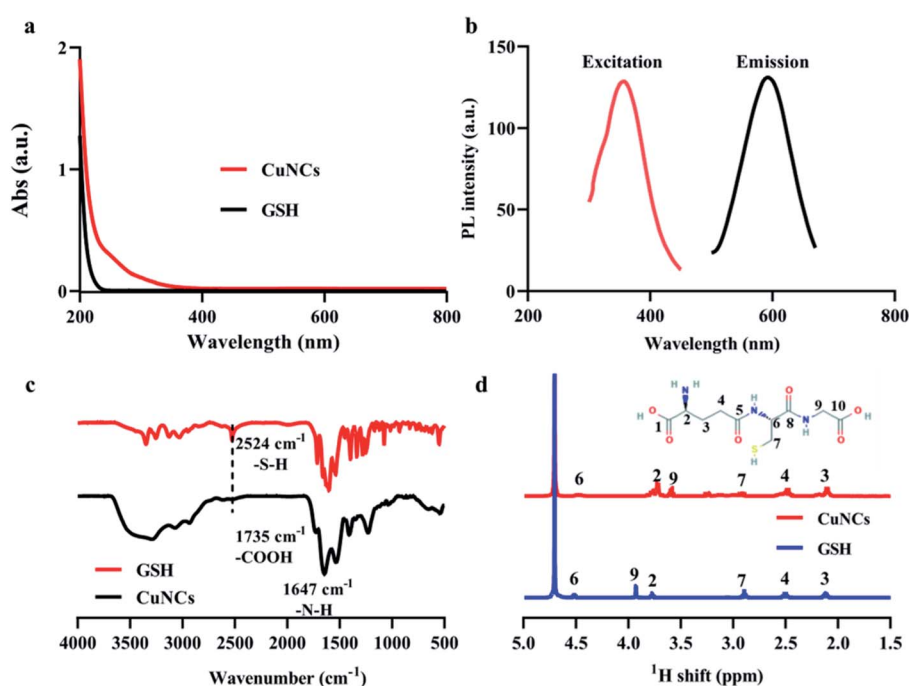 a
2
1
0
Abs (a.u.)
CuNCs
GSH
200 400 600 800
Wavelength (nm)
b
150
100
50
0
PL intensity (a.u.)
Excitation Emission
200 400 600 800
Wavelength (nm)
c
2524 cm⁻¹
-S-H
1735 cm⁻¹
-COOH
1647 cm⁻¹
-N-H
GSH
CuNCs
4000 3500 3000 2500 2000 1500 1000 500
Wavenumber (cm⁻¹)
d
H H
N
O
H O 1 2 3 4 5 H N 6 O 8 N H 9 10 O O H
O 7
S
H
6 2 9 7 4 3
CuNCs
GSH
6 9 2 7 4 3
5.0 4.5 4.0 3.5 3.0 2.5 2.0 1.5
¹H shift (ppm)